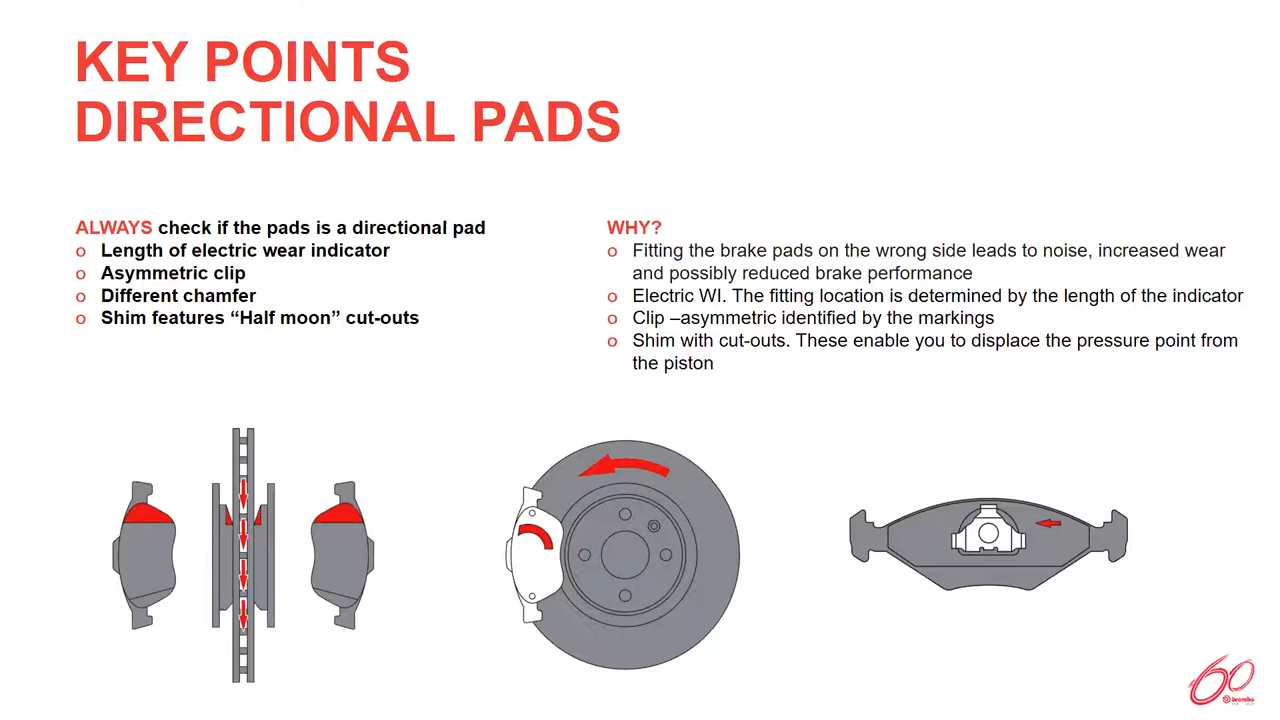 KEY POINTS
DIRECTIONAL PADS
ALWAYS check if the pads is a directional pad
o Length of electric wear indicator
o Asymmetric clip
o Different chamfer
o Shim features “Half moon” cut-outs
WHY?
o Fitting the brake pads on the wrong side leads to noise, increased wear
and possibly reduced brake performance
o Electric WI. The fitting location is determined by the length of the indicator
o Clip –asymmetric identified by the markings
o Shim with cut-outs. These enable you to displace the pressure point from
the piston
60
brembo